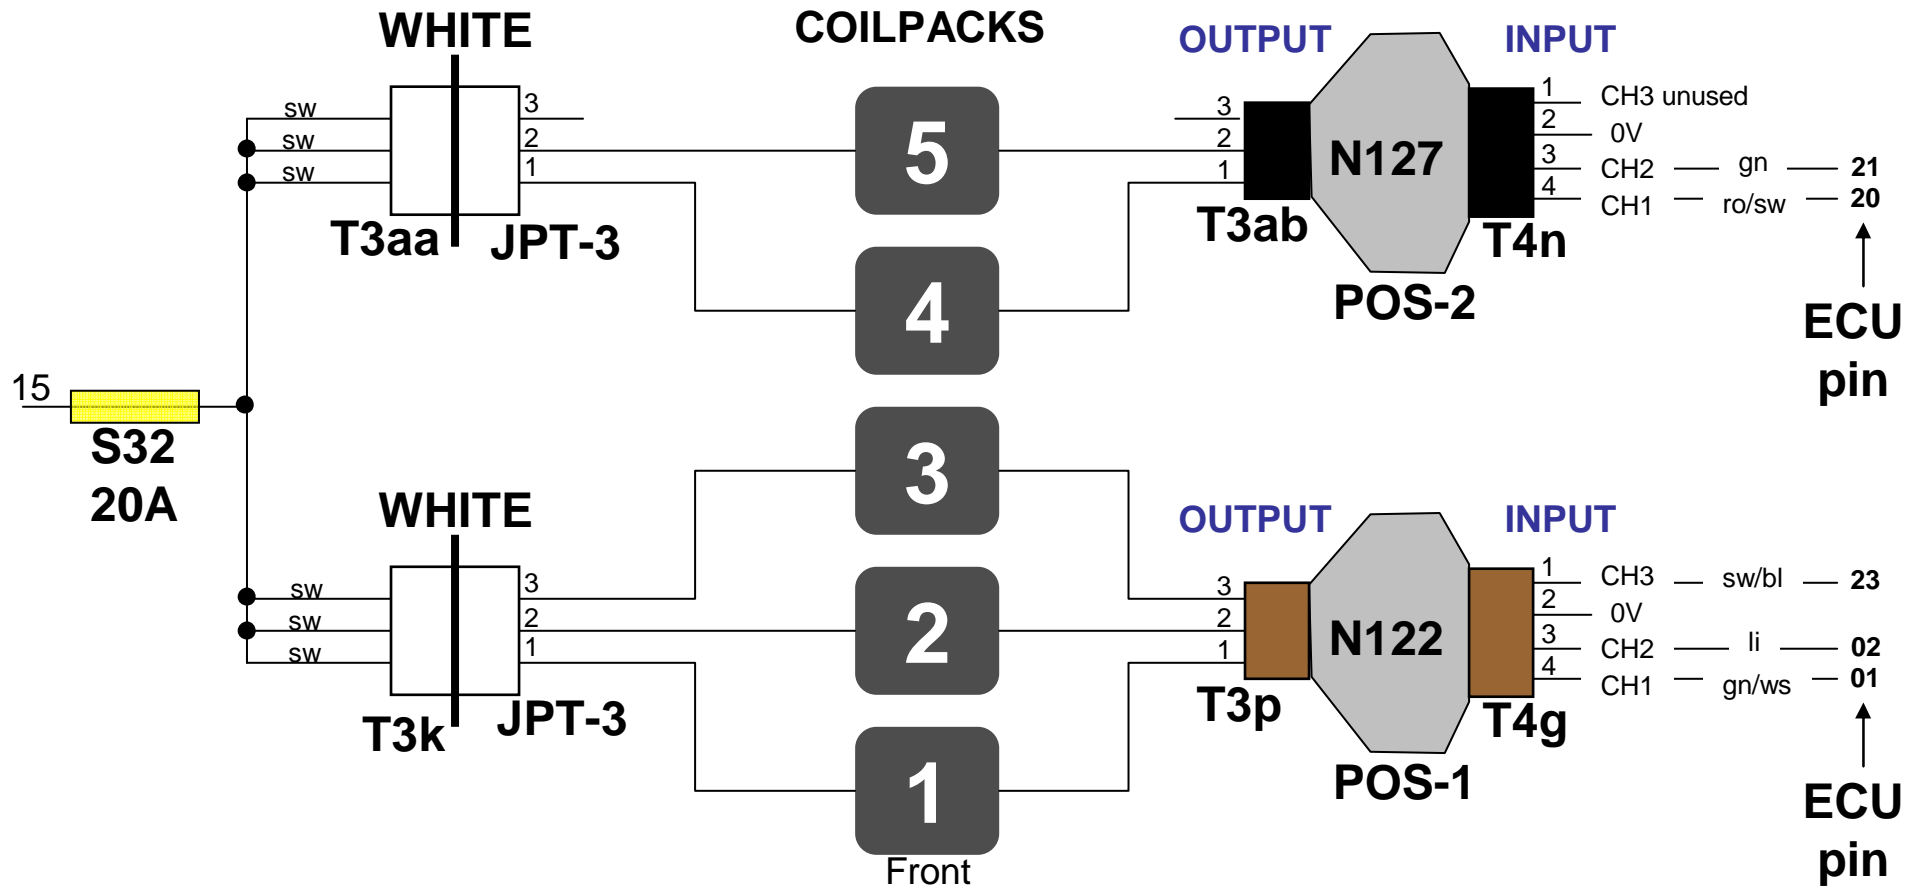 WHITE
COILPACKS
OUTPUT
INPUT
sw
sw
sw
3
2
1
T3aa
JPT-3
5
4
3
2
1
T3ab
N127
T4n
POS-2
1 CH3 unused
2 0V
3 CH2 gn 21
4 CH1 ro/sw 20
ECU
pin
15
S32
20A
WHITE
sw
sw
sw
3
2
1
T3k
JPT-3
3
2
1
Front
OUTPUT
INPUT
3
2
1
T3p
N122
T4g
POS-1
1 CH3 sw/bl 23
2 0V
3 CH2 li 02
4 CH1 gn/ws 01
ECU
pin